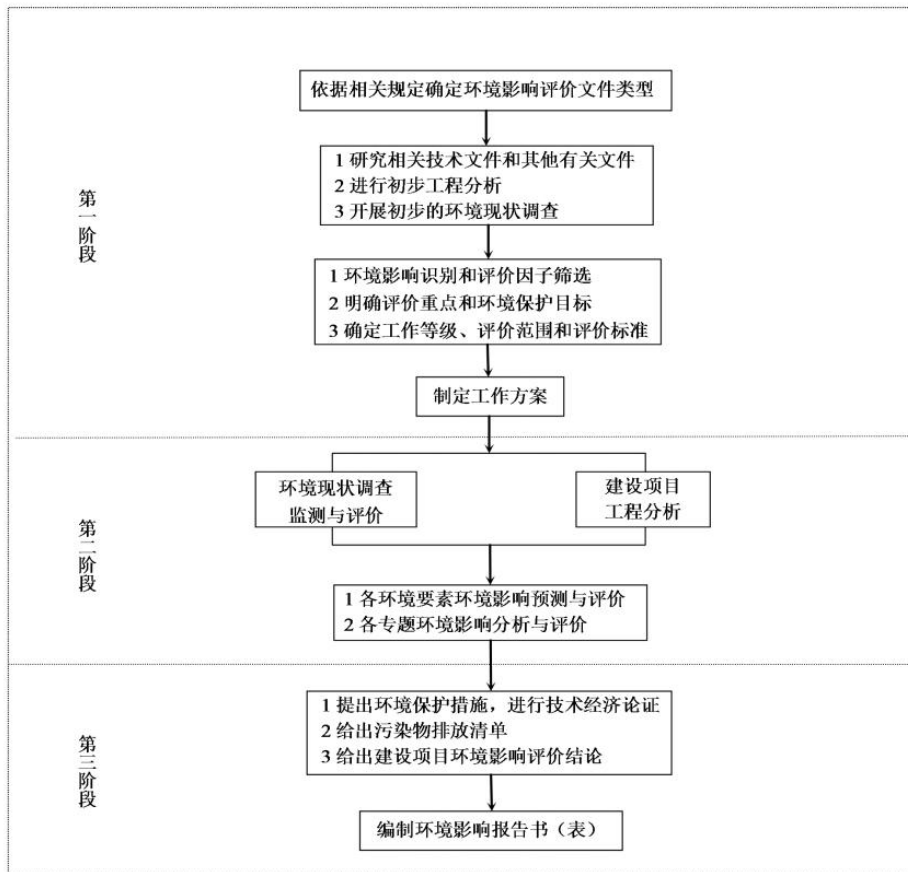 第一阶段
依据相关规定确定环境影响评价文件类型
1 研究相关技术文件和其他有关文件
2 进行初步工程分析
3 开展初步的环境现状调查
1 环境影响识别和评价因子筛选
2 明确评价重点和环境保护目标
3 确定工作等级、评价范围和评价标准
制定工作方案
第二阶段
环境现状调查
监测与评价
建设项目
工程分析
1 各环境要素环境影响预测与评价
2 各专题环境影响分析与评价
第三阶段
1 提出环境保护措施，进行技术经济论证
2 给出污染物排放清单
3 给出建设项目环境影响评价结论
编制环境影响报告书（表）